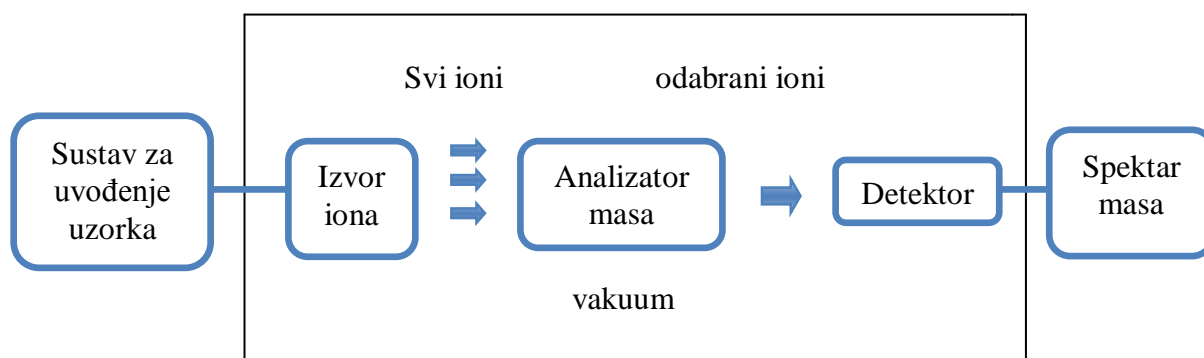 Svi ioni
odabrani ioni
Sustav za
uvođenje
uzorka
Izvor
iona
Analizator
masa
Detektor
Spektar
masa
vakuum